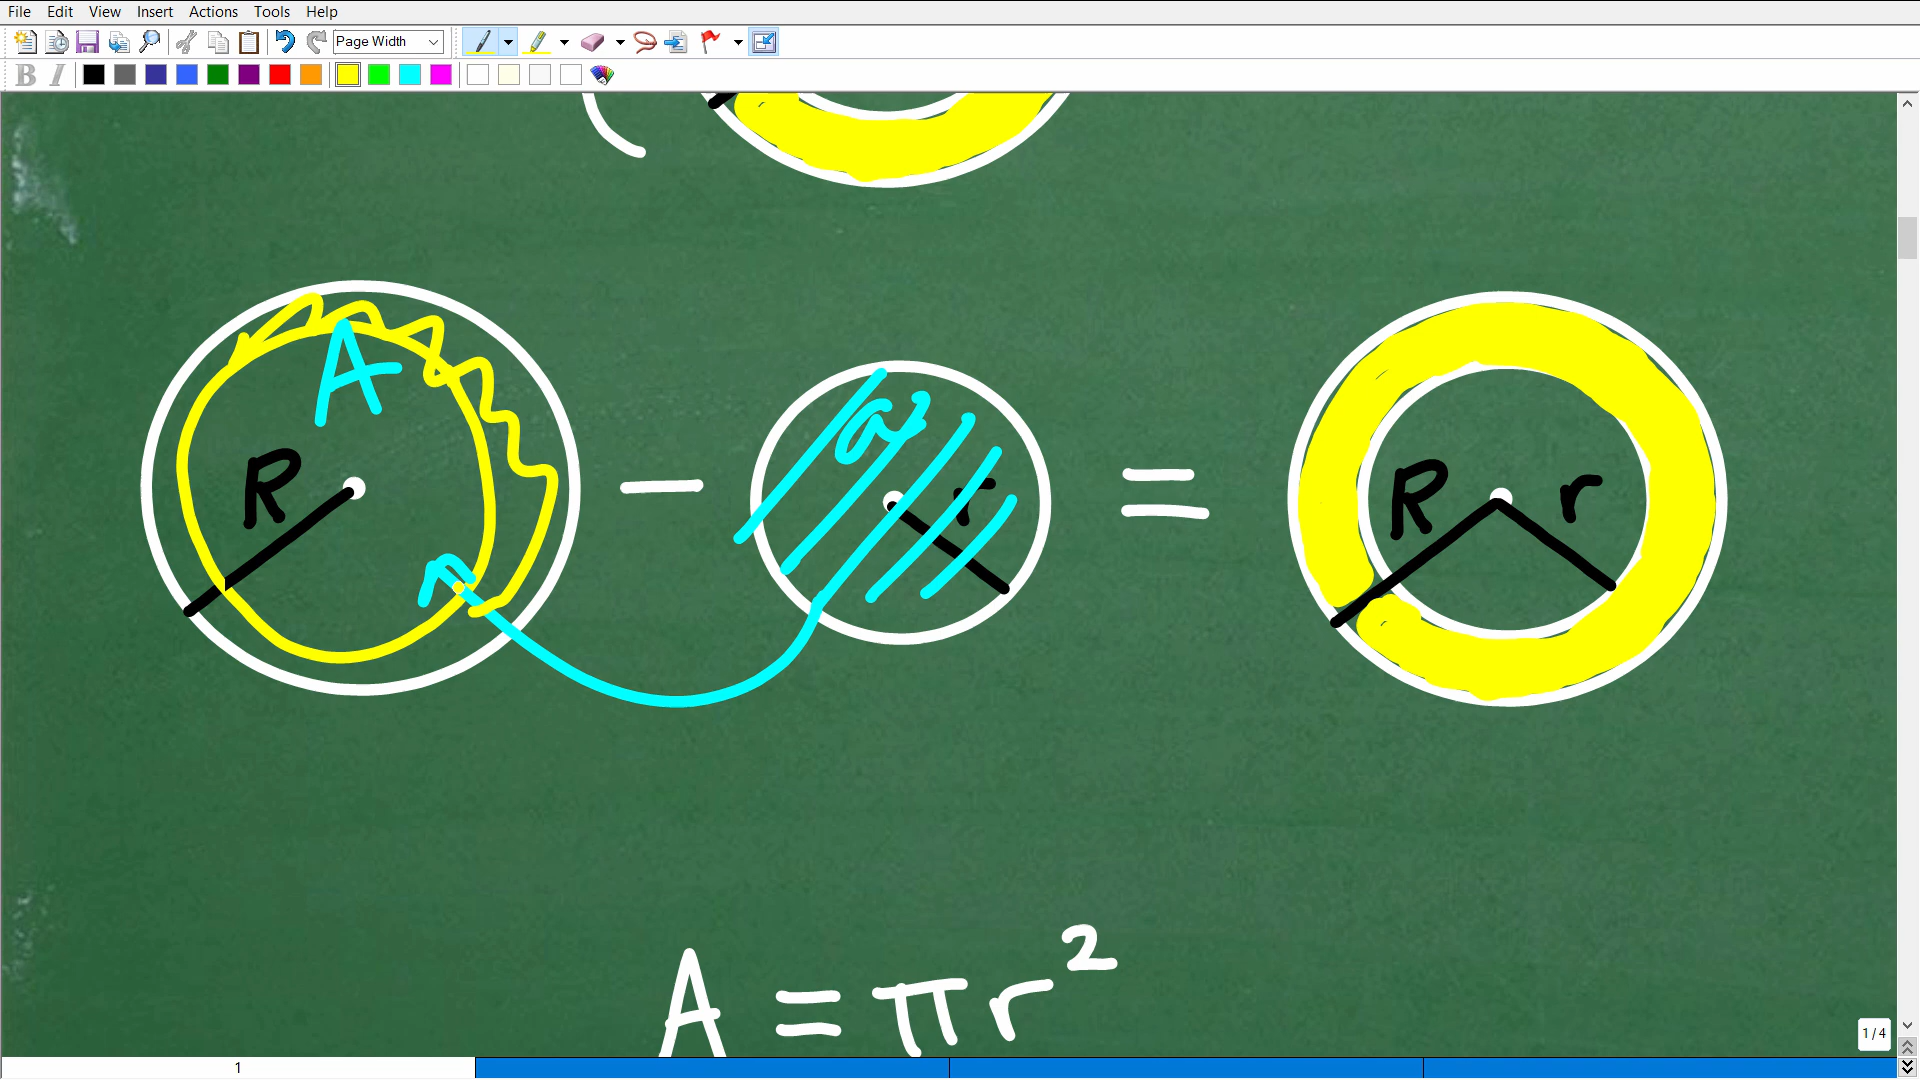 File Edit View Insert Actions Tools Help
Page Width
B I
A
R
r
R r
− =
A = πr²
1 / 4
1